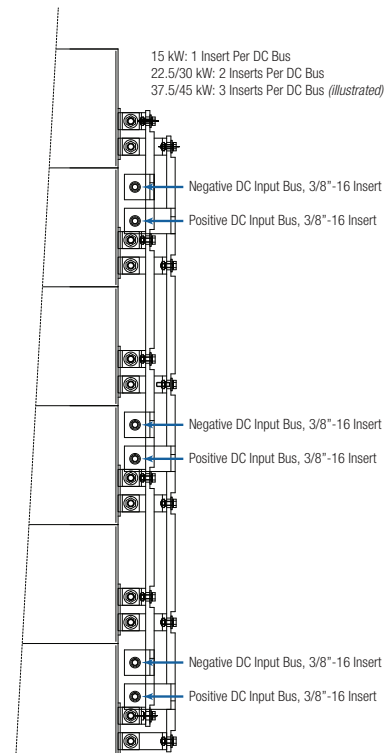 15 kW: 1 Insert Per DC Bus
22.5/30 kW: 2 Inserts Per DC Bus
37.5/45 kW: 3 Inserts Per DC Bus (illustrated)
Negative DC Input Bus, 3/8"-16 Insert
Positive DC Input Bus, 3/8"-16 Insert
Negative DC Input Bus, 3/8"-16 Insert
Positive DC Input Bus, 3/8"-16 Insert
Negative DC Input Bus, 3/8"-16 Insert
Positive DC Input Bus, 3/8"-16 Insert